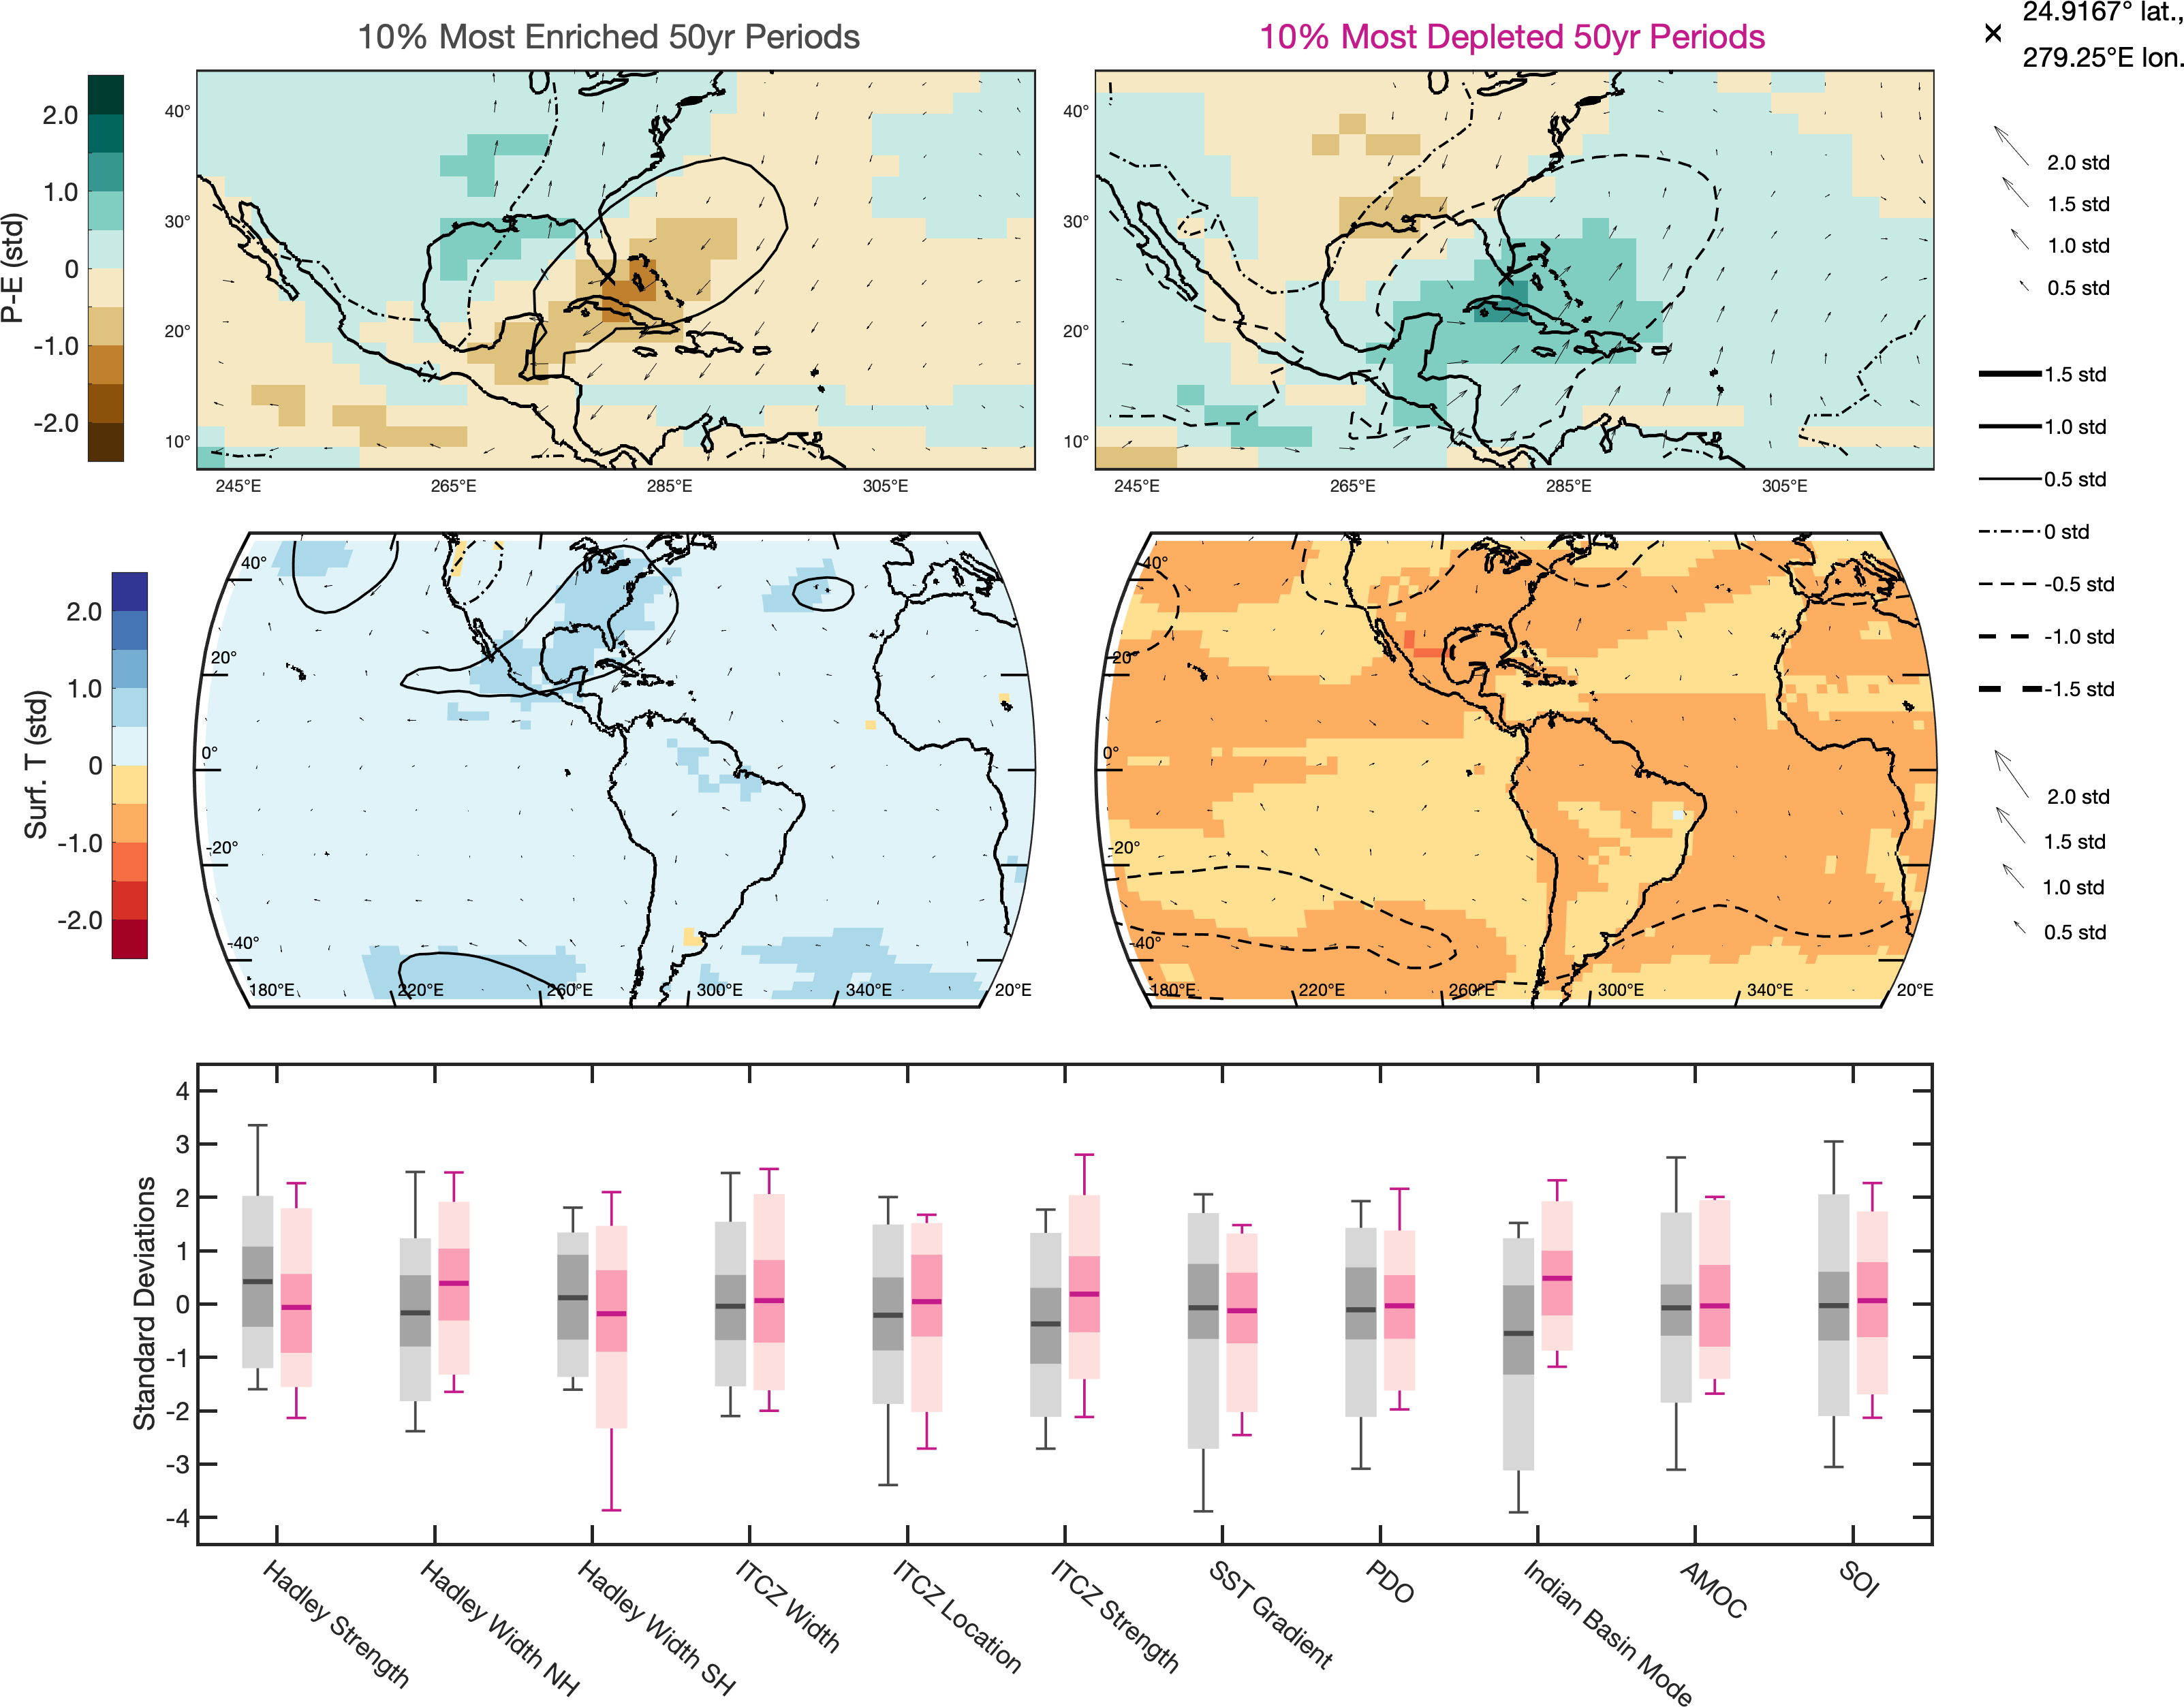 10% Most Enriched 50yr Periods
10% Most Depleted 50yr Periods
24.9167° lat.,
279.25°E lon.
P-E (std)
2.0
1.0
0
-1.0
-2.0
40°
30°
20°
10°
245°E
265°E
285°E
305°E
40°
30°
20°
10°
245°E
265°E
285°E
305°E
2.0 std
1.5 std
1.0 std
0.5 std
1.5 std
1.0 std
0.5 std
0 std
-0.5 std
-1.0 std
-1.5 std
2.0 std
1.5 std
1.0 std
0.5 std
Surf. T (std)
2.0
1.0
0
-1.0
-2.0
40°
20°
0°
-20°
-40°
180°E
220°E
260°E
300°E
340°E
20°E
40°
20°
0°
-20°
-40°
180°E
220°E
260°E
300°E
340°E
20°E
Standard Deviations
4
3
2
1
0
-1
-2
-3
-4
Hadley Strength
Hadley Width NH
Hadley Width SH
ITCZ Width
ITCZ Location
ITCZ Strength
SST Gradient
PDO
Indian Basin Mode
AMOC
SOI